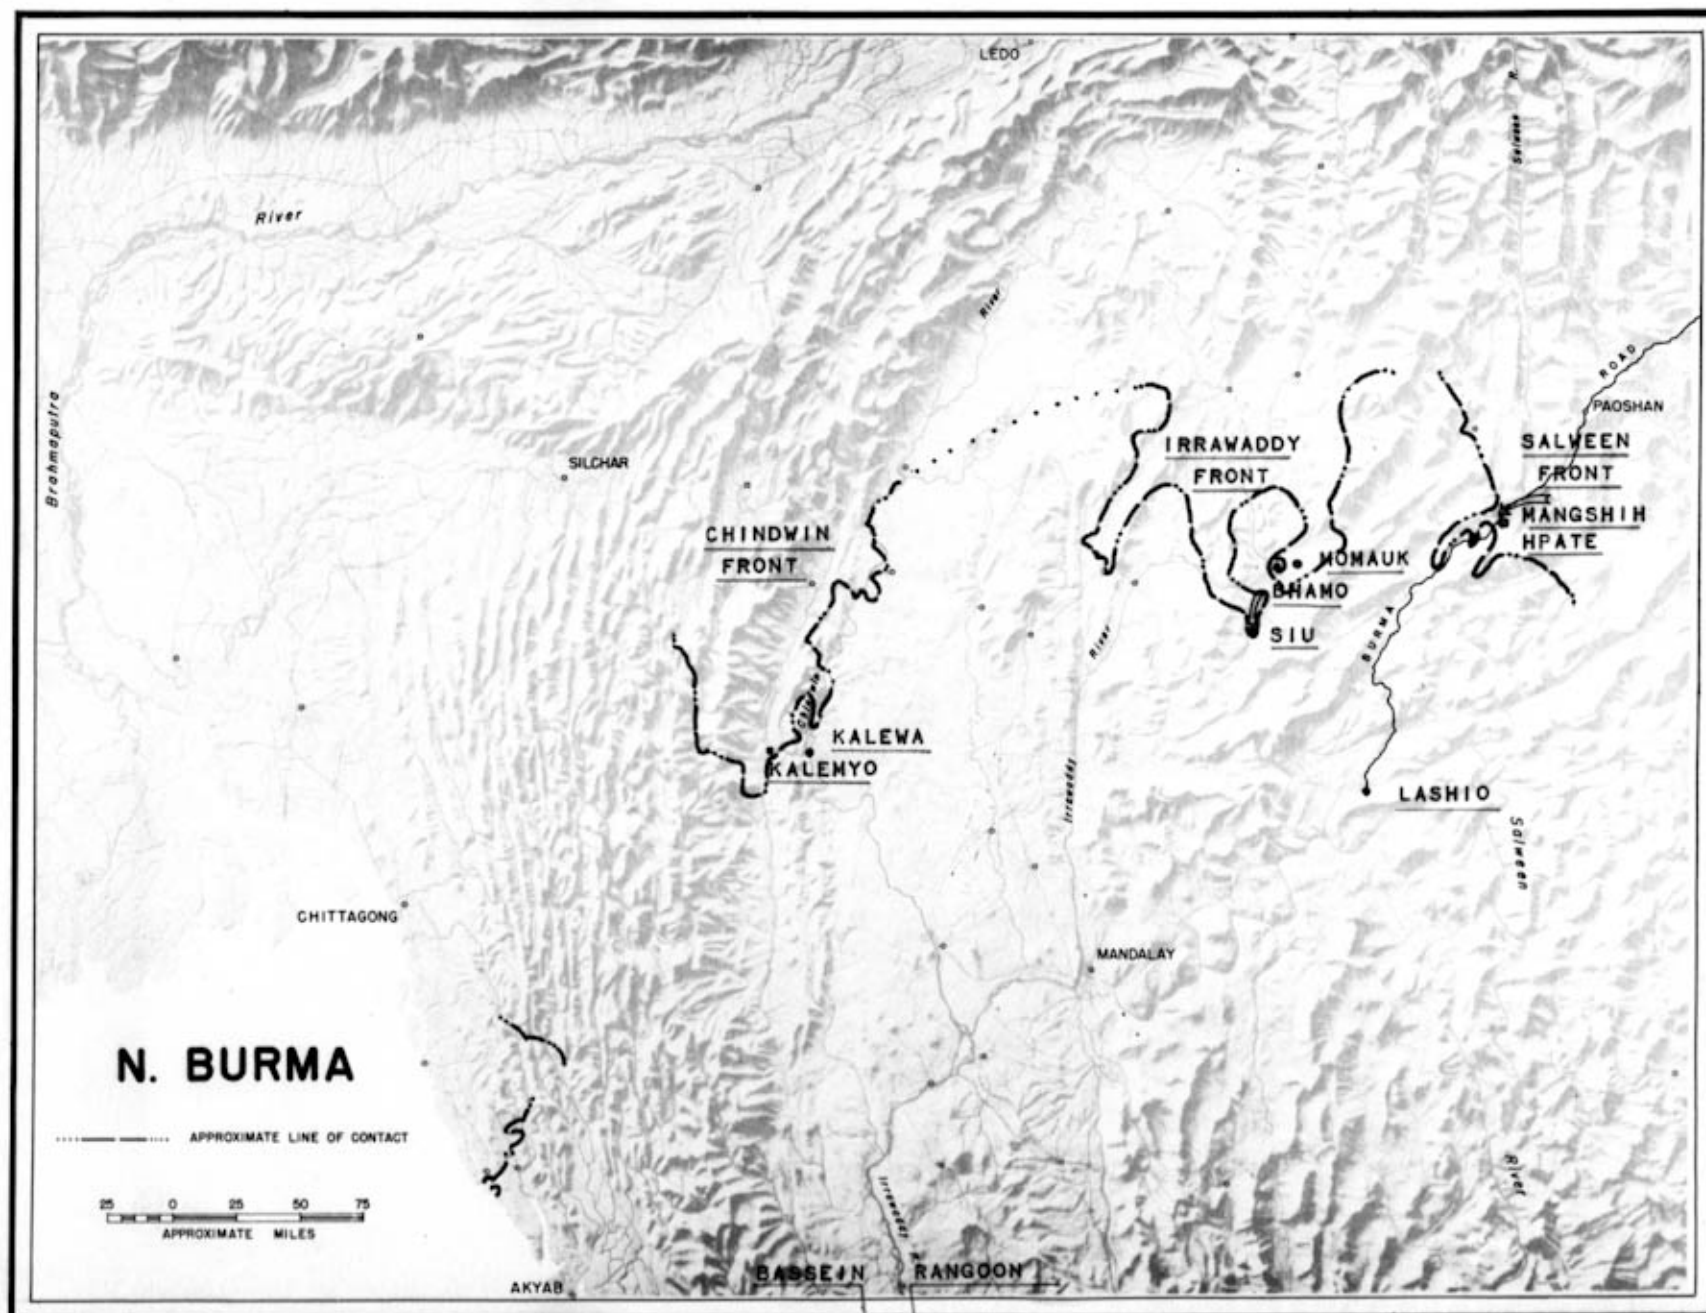 LEDO
Salween R.
River
River
Brahmaputra
ROAD
PAOSHAN
SILCHAR
IRRAWADDY
FRONT
SALWEEN
FRONT
CHINDWIN
FRONT
MANGSHIH
HPATE
MOMAUK
BHAMO
SIU
BURMA
River
KALEWA
KALEMYO
Irrawaddy
LASHIO
Salween
CHITTAGONG
MANDALAY
N. BURMA
APPROXIMATE LINE OF CONTACT
25 0 25 50 75
APPROXIMATE MILES
River
Irrawaddy R.
AKYAB
BASSEIN
RANGOON